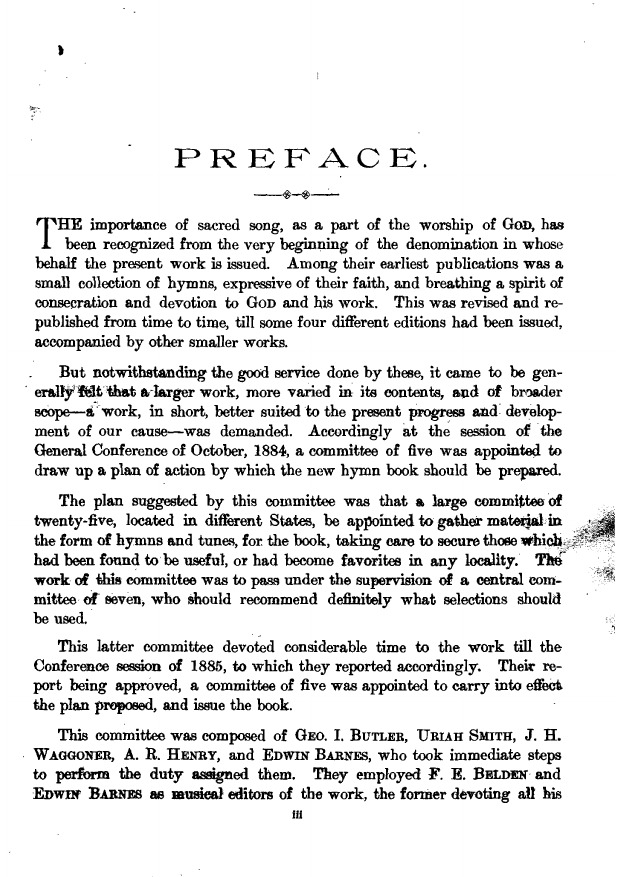 PREFACE.
THE importance of sacred song, as a part of the worship of GOD, has
been recognized from the very beginning of the denomination in whose
behalf the present work is issued. Among their earliest publications was a
small collection of hymns, expressive of their faith, and breathing a spirit of
consecration and devotion to GOD and his work. This was revised and re-
published from time to time, till some four different editions had been issued,
accompanied by other smaller works.
But notwithstanding the good service done by these, it came to be gen-
erally felt that a larger work, more varied in its contents, and of broader
scope—a work, in short, better suited to the present progress and develop-
ment of our cause—was demanded. Accordingly at the session of the
General Conference of October, 1884, a committee of five was appointed to
draw up a plan of action by which the new hymn book should be prepared.
The plan suggested by this committee was that a large committee of
twenty-five, located in different States, be appointed to gather material in
the form of hymns and tunes, for the book, taking care to secure those which
had been found to be useful, or had become favorites in any locality. The
work of this committee was to pass under the supervision of a central com-
mittee of seven, who should recommend definitely what selections should
be used.
This latter committee devoted considerable time to the work till the
Conference session of 1885, to which they reported accordingly. Their re-
port being approved, a committee of five was appointed to carry into effect
the plan proposed, and issue the book.
This committee was composed of GEO. I. BUTLER, URIAH SMITH, J. H.
WAGGONER, A. R. HENRY, and EDWIN BARNES, who took immediate steps
to perform the duty assigned them. They employed F. E. BELDEN and
EDWIN BARNES as musical editors of the work, the former devoting all his
iii